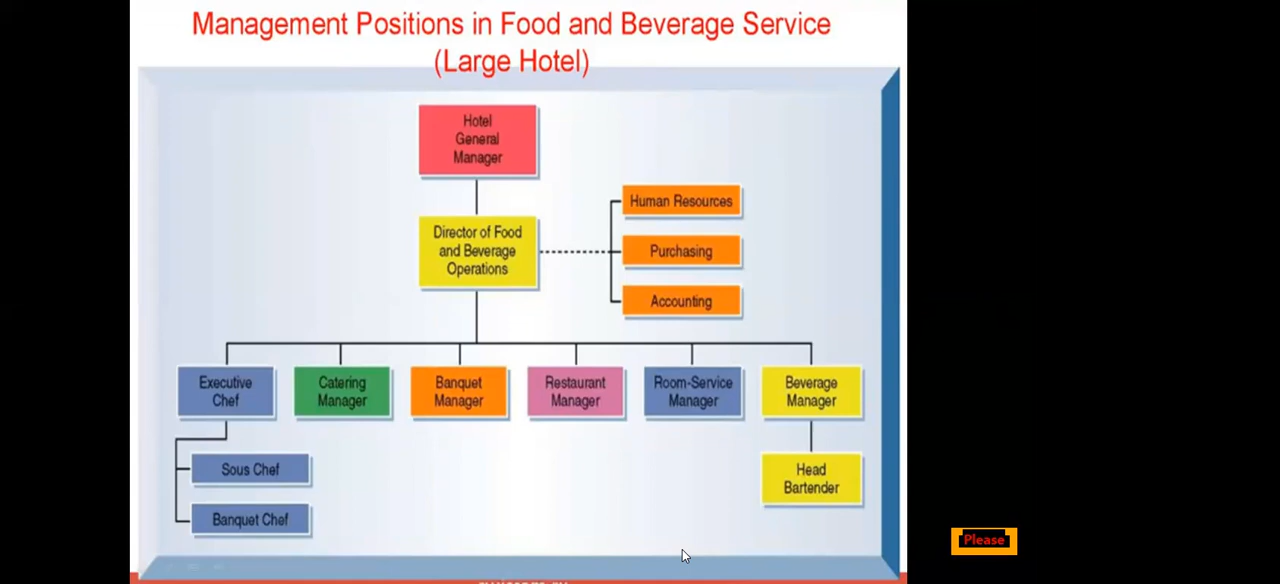 Management Positions in Food and Beverage Service
(Large Hotel)
Hotel
General
Manager
Director of Food
and Beverage
Operations
Human Resources
Purchasing
Accounting
Executive
Chef
Catering
Manager
Banquet
Manager
Restaurant
Manager
Room-Service
Manager
Beverage
Manager
Sous Chef
Banquet Chef
Head
Bartender
Please